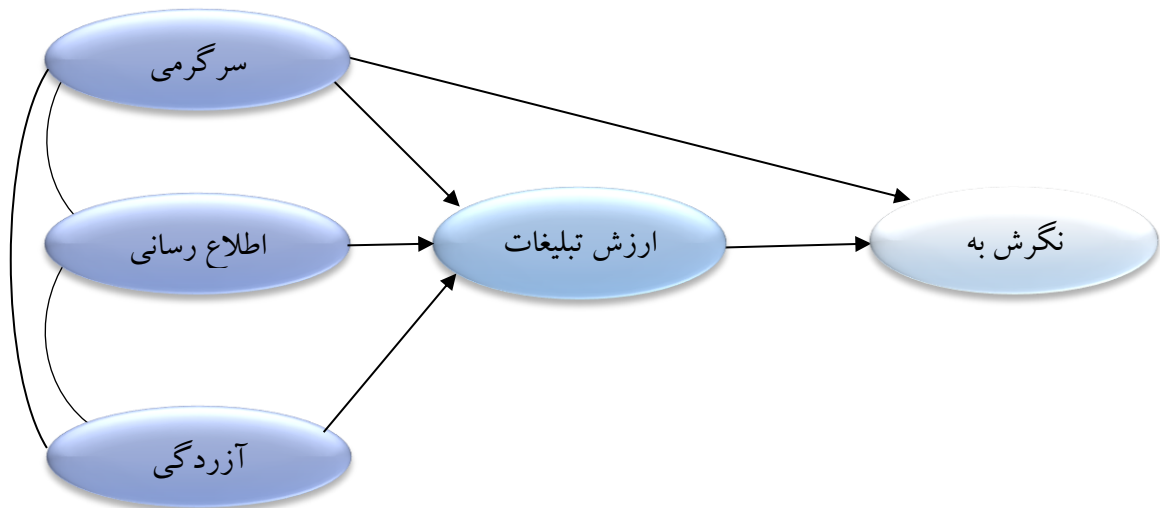 سرگرمی
اطلاع رسانی
ارزش تبلیغات
نگرش به
آزردگی